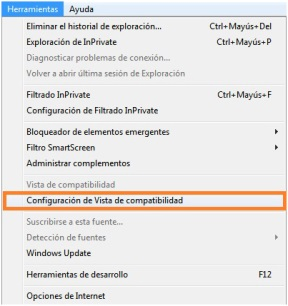 Herramientas Ayuda
Eliminar el historial de exploración... Ctrl+Mayús+Del
Exploración de InPrivate Ctrl+Mayús+P
Diagnosticar problemas de conexión...
Volver a abrir última sesión de Exploración
Filtrado InPrivate Ctrl+Mayús+F
Configuración de Filtrado InPrivate
Bloqueador de elementos emergentes
Filtro SmartScreen
Administrar complementos
Vista de compatibilidad
Configuración de Vista de compatibilidad
Suscribirse a esta fuente...
Detección de fuentes
Windows Update
Herramientas de desarrollo F12
Opciones de Internet